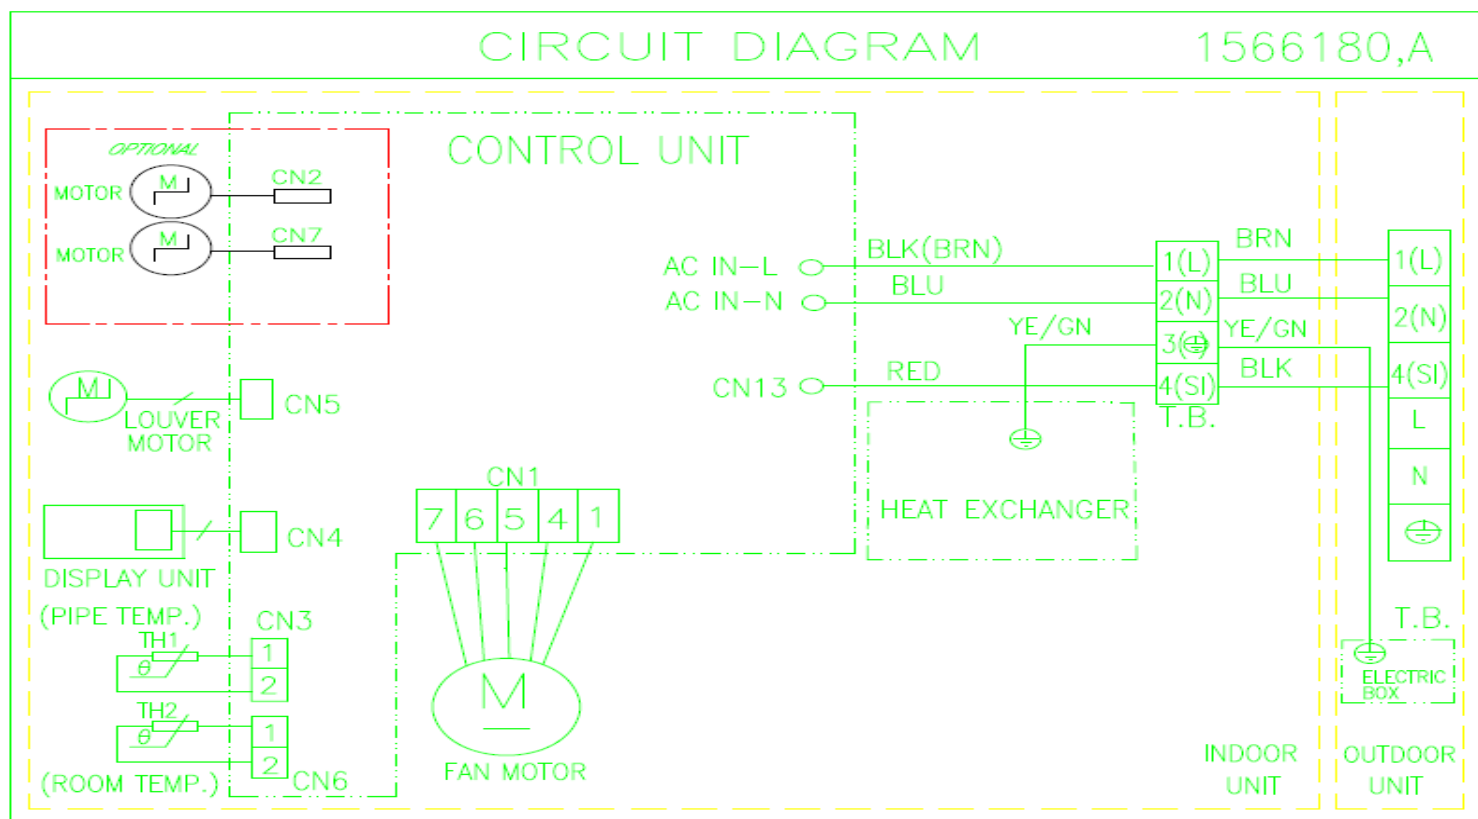 CIRCUIT DIAGRAM 1566180,A
OPTIONAL
CONTROL UNIT
MOTOR M CN2
MOTOR M CN7
AC IN-L BLK(BRN) 1(L) BRN 1(L)
AC IN-N BLU 2(N) BLU 2(N)
YE/GN 3 YE/GN
CN13 RED 4(SI) BLK 4(SI)
T.B.
L
N
M CN5
LOUVER
MOTOR
HEAT EXCHANGER
CN1
7 6 5 4 1
CN4
DISPLAY UNIT
(PIPE TEMP.)
TH1 CN3
θ 1
2
TH2
θ 1
2
(ROOM TEMP.) CN6
M
FAN MOTOR
T.B.
ELECTRIC
BOX
INDOOR
UNIT
OUTDOOR
UNIT